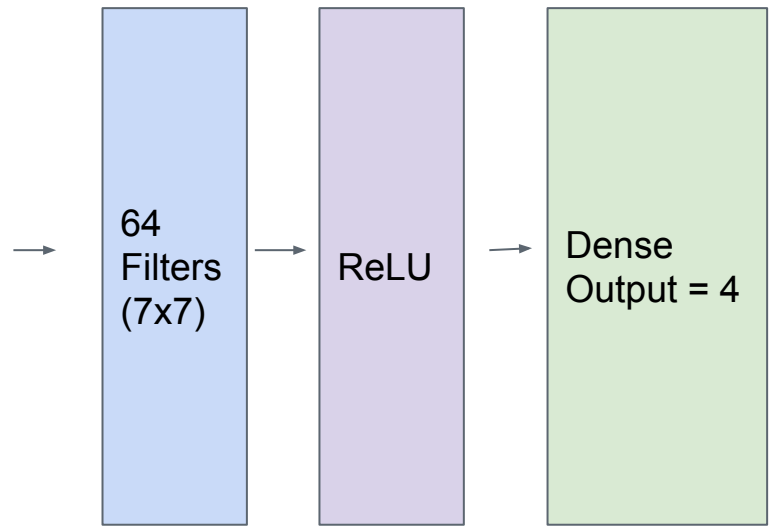 64
Filters
(7x7)
ReLU
Dense
Output = 4